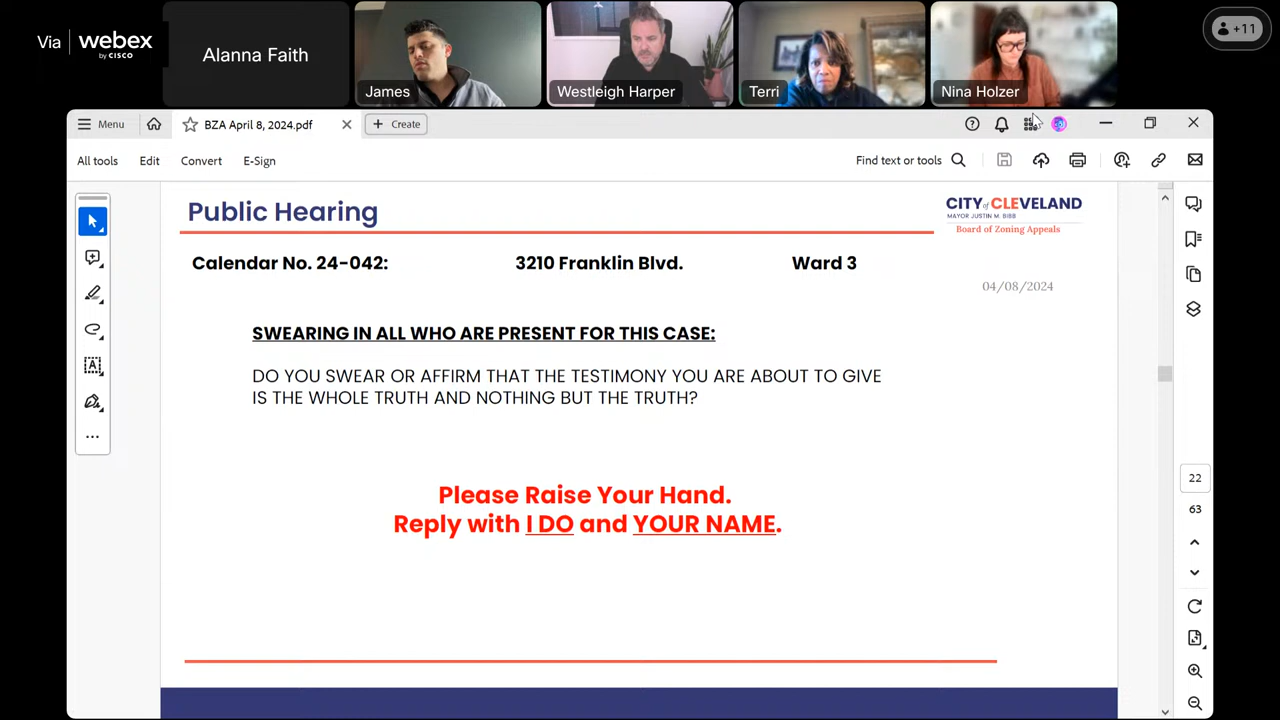 Via webex
by CISCO
Alanna Faith
James
Westleigh Harper
Terri
Nina Holzer
+11
Menu
BZA April 8, 2024.pdf
Create
All tools
Edit
Convert
E-Sign
Find text or tools
Public Hearing
CITY of CLEVELAND
MAYOR JUSTIN M. BIBB
Board of Zoning Appeals
Calendar No. 24-042: 3210 Franklin Blvd. Ward 3
04/08/2024
SWEARING IN ALL WHO ARE PRESENT FOR THIS CASE:
DO YOU SWEAR OR AFFIRM THAT THE TESTIMONY YOU ARE ABOUT TO GIVE
IS THE WHOLE TRUTH AND NOTHING BUT THE TRUTH?
Please Raise Your Hand.
Reply with I DO and YOUR NAME.
22
63